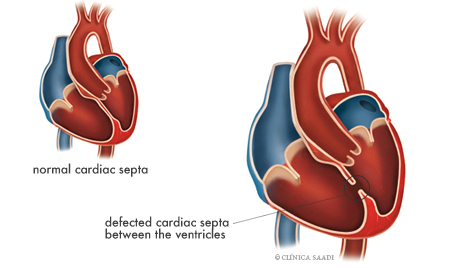 normal cardiac septa
defected cardiac septa
between the ventricles
© CLÍNICA SAADI